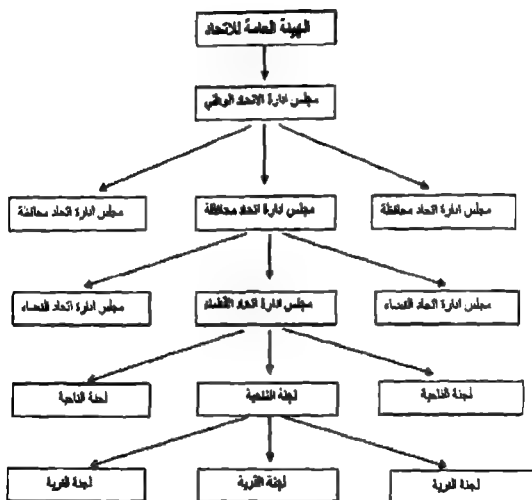 الهيئة العامة للاتحاد
مجلس ادارة الاتحاد الوطني
مجلس ادارة اتحاد محافظة
مجلس ادارة اتحاد محافظة
مجلس ادارة اتحاد محافظة
مجلس ادارة اتحاد القضاء
مجلس ادارة اتحاد القضاء
مجلس ادارة اتحاد القضاء
لجنة الناحية
لجنة الناحية
لجنة الناحية
لجنة القرية
لجنة القرية
لجنة القرية